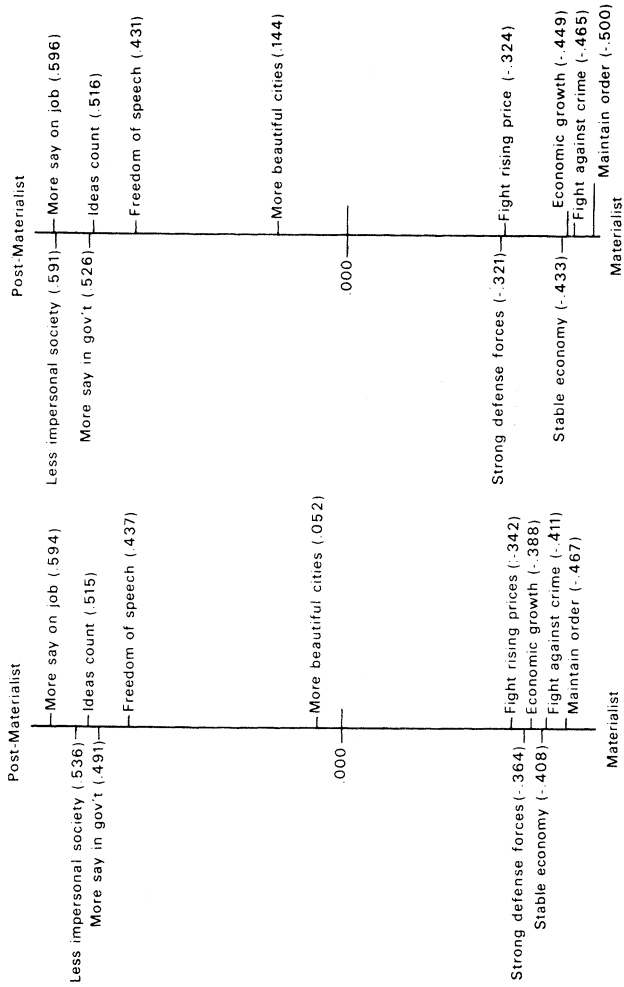 Post-Materialist
More say on job (.594)
Less impersonal society (.536)
Ideas count (.515)
More say in gov't (.491)
Freedom of speech (.437)
More beautiful cities (.052)
.000
Fight rising prices (.-342)
Strong defense forces (-.364)
Economic growth (-.388)
Stable economy (-.408)
Fight against crime (-.411)
Maintain order (-.467)
Materialist
Post-Materialist
More say on job (.596)
Less impersonal society (.591)
More say in gov't (.526)
Ideas count (.516)
Freedom of speech (.431)
More beautiful cities (.144)
.000
Strong defense forces (-.321)
Fight rising price (-.324)
Stable economy (-.433)
Economic growth (-.449)
Fight against crime (-.465)
Maintain order (-.500)
Materialist